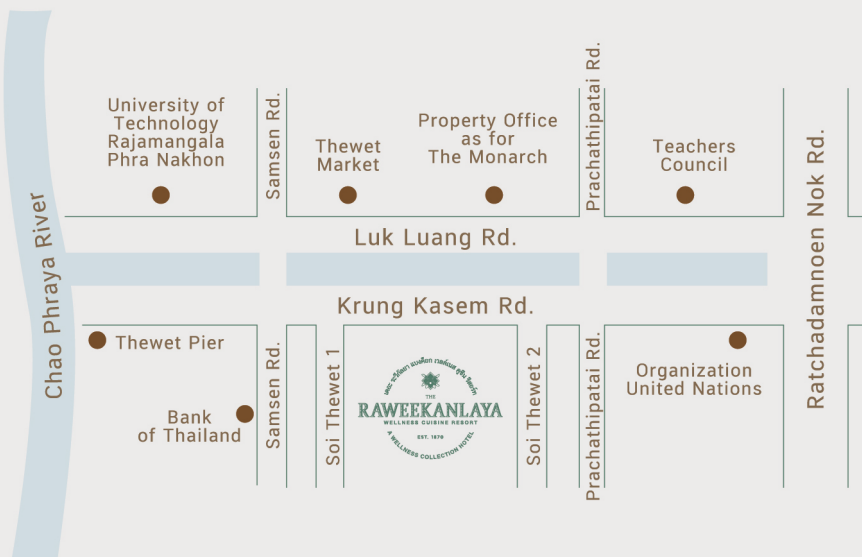 Chao Phraya River
University of
Technology
Rajamangala
Phra Nakhon
Samsen Rd.
Thewet
Market
Property Office
as for
The Monarch
Prachathipatai Rd.
Teachers
Council
Ratchadamnoen Nok Rd.
Luk Luang Rd.
Krung Kasem Rd.
Thewet Pier
Bank
of Thailand
Samsen Rd.
Soi Thewet 1
THE
RAWEEKANLAYA
WELLNESS CUISINE RESORT
EST. 1879
A WELLNESS COLLECTION HOTEL
Soi Thewet 2
Prachathipatai Rd.
Organization
United Nations